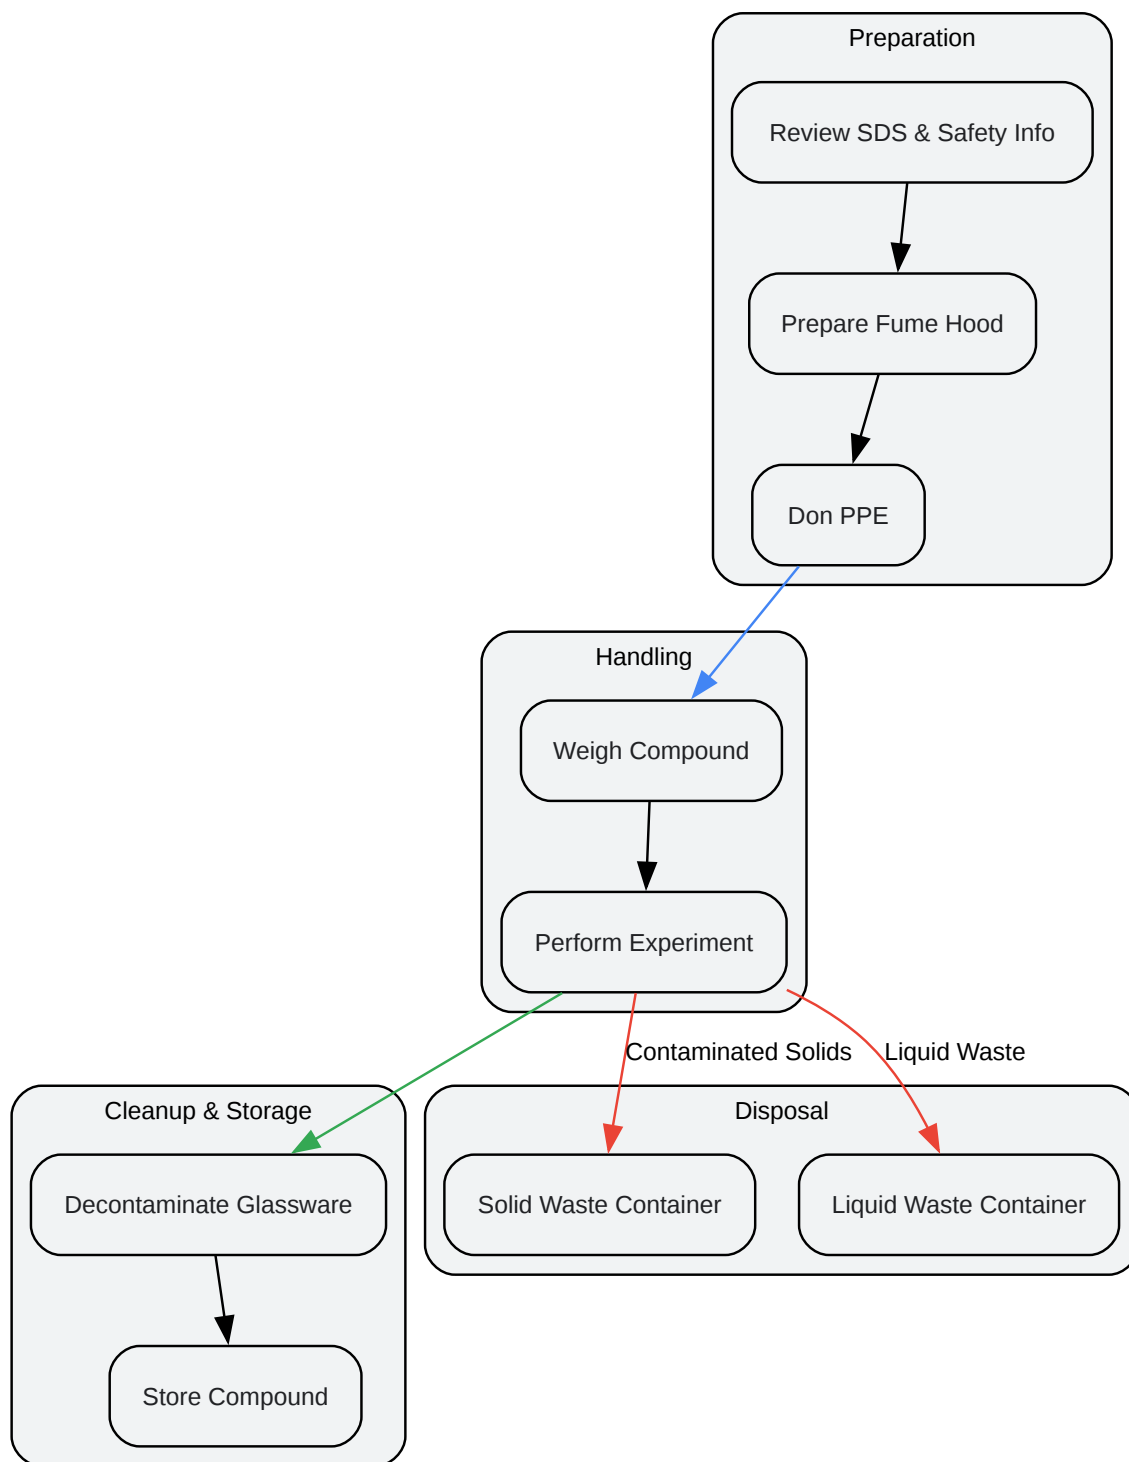 Preparation
Review SDS & Safety Info
Prepare Fume Hood
Don PPE
Handling
Weigh Compound
Perform Experiment
Contaminated Solids
Liquid Waste
Cleanup & Storage
Decontaminate Glassware
Store Compound
Disposal
Solid Waste Container
Liquid Waste Container